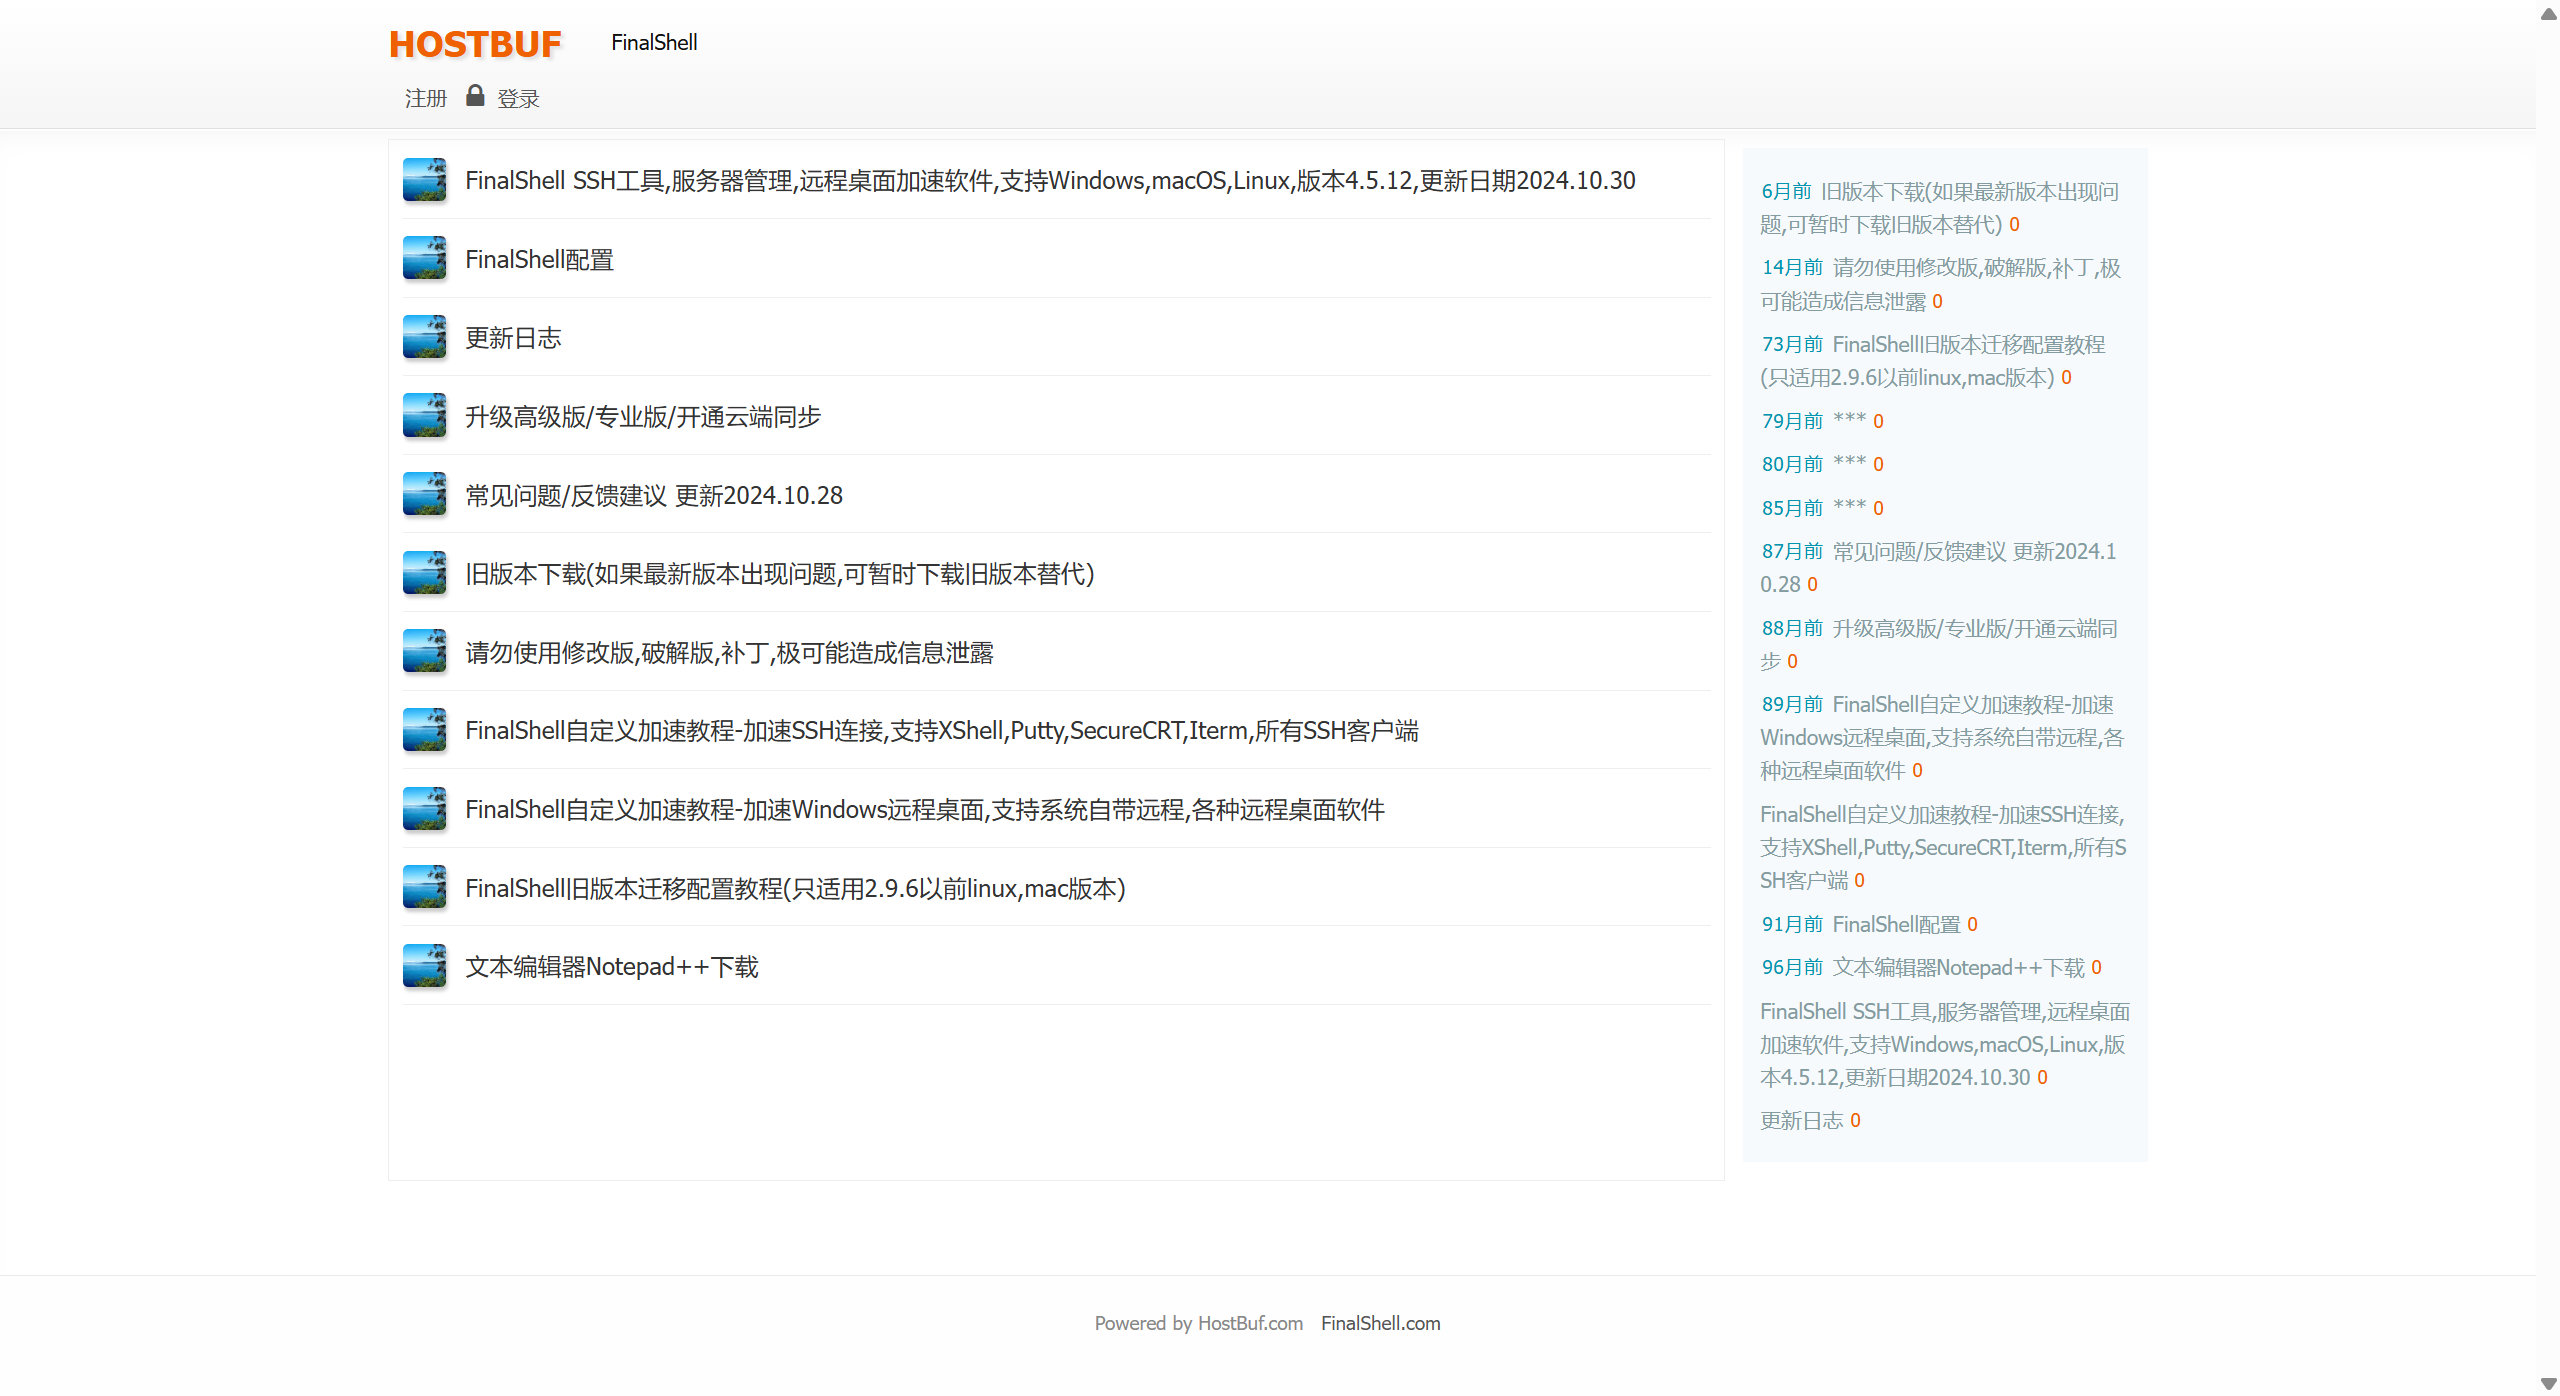 HOSTBUF
FinalShell
注册 登录
FinalShell SSH工具,服务器管理,远程桌面加速软件,支持Windows,macOS,Linux,版本4.5.12,更新日期2024.10.30
FinalShell配置
更新日志
升级高级版/专业版/开通云端同步
常见问题/反馈建议 更新2024.10.28
旧版本下载(如果最新版本出现问题,可暂时下载旧版本替代)
请勿使用修改版,破解版,补丁,极可能造成信息泄露
FinalShell自定义加速教程-加速SSH连接,支持XShell,Putty,SecureCRT,Iterm,所有SSH客户端
FinalShell自定义加速教程-加速Windows远程桌面,支持系统自带远程,各种远程桌面软件
FinalShell旧版本迁移配置教程(只适用2.9.6以前linux,mac版本)
文本编辑器Notepad++下载
6月前 旧版本下载(如果最新版本出现问
题,可暂时下载旧版本替代) 0
14月前 请勿使用修改版,破解版,补丁,极
可能造成信息泄露 0
73月前 FinalShell旧版本迁移配置教程
(只适用2.9.6以前linux,mac版本) 0
79月前 *** 0
80月前 *** 0
85月前 *** 0
87月前 常见问题/反馈建议 更新2024.1
0.28 0
88月前 升级高级版/专业版/开通云端同
步 0
89月前 FinalShell自定义加速教程-加速
Windows远程桌面,支持系统自带远程,各
种远程桌面软件 0
FinalShell自定义加速教程-加速SSH连接,
支持XShell,Putty,SecureCRT,Iterm,所有S
SH客户端 0
91月前 FinalShell配置 0
96月前 文本编辑器Notepad++下载 0
FinalShell SSH工具,服务器管理,远程桌面
加速软件,支持Windows,macOS,Linux,版
本4.5.12,更新日期2024.10.30 0
更新日志 0
Powered by HostBuf.com FinalShell.com